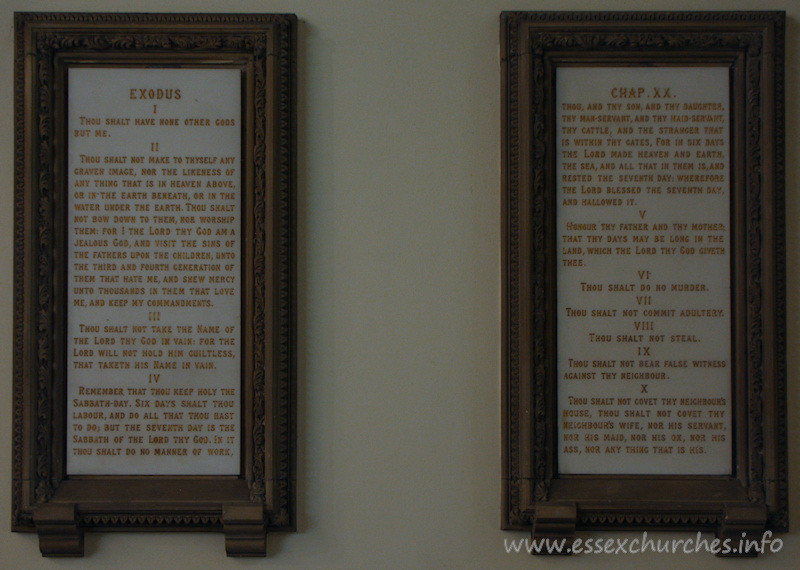 EXODUS
I
THOU SHALT HAVE NONE OTHER GODS
BUT ME.
II
THOU SHALT NOT MAKE TO THYSELF ANY
GRAVEN IMAGE, NOR THE LIKENESS OF
ANY THING THAT IS IN HEAVEN ABOVE,
OR IN THE EARTH BENEATH, OR IN THE
WATER UNDER THE EARTH. THOU SHALT
NOT BOW DOWN TO THEM, NOR WORSHIP
THEM: FOR I THE LORD THY GOD AM A
JEALOUS GOD, AND VISIT THE SINS OF
THE FATHERS UPON THE CHILDREN, UNTO
THE THIRD AND FOURTH GENERATION OF
THEM THAT HATE ME, AND SHEW MERCY
UNTO THOUSANDS IN THEM THAT LOVE
ME, AND KEEP MY COMMANDMENTS.
III
THOU SHALT NOT TAKE THE NAME OF
THE LORD THY GOD IN VAIN: FOR THE
LORD WILL NOT HOLD HIM GUILTLESS,
THAT TAKETH HIS NAME IN VAIN.
IV
REMEMBER THAT THOU KEEP HOLY THE
SABBATH-DAY. SIX DAYS SHALT THOU
LABOUR, AND DO ALL THAT THOU HAST
TO DO; BUT THE SEVENTH DAY IS THE
SABBATH OF THE LORD THY GOD. IN IT
THOU SHALT DO NO MANNER OF WORK,
CHAP. XX.
THOU, AND THY SON, AND THY DAUGHTER,
THY MAN-SERVANT, AND THY MAID-SERVANT,
THY CATTLE, AND THE STRANGER THAT
IS WITHIN THY GATES, FOR IN SIX DAYS
THE LORD MADE HEAVEN AND EARTH,
THE SEA, AND ALL THAT IN THEM IS, AND
RESTED THE SEVENTH DAY: WHEREFORE
THE LORD BLESSED THE SEVENTH DAY,
AND HALLOWED IT.
V
HONOUR THY FATHER AND THY MOTHER;
THAT THY DAYS MAY BE LONG IN THE
LAND, WHICH THE LORD THY GOD GIVETH
THEE.
VI
THOU SHALT DO NO MURDER.
VII
THOU SHALT NOT COMMIT ADULTERY.
VIII
THOU SHALT NOT STEAL.
IX
THOU SHALT NOT BEAR FALSE WITNESS
AGAINST THY NEIGHBOUR.
X
THOU SHALT NOT COVET THY NEIGHBOUR'S
HOUSE, THOU SHALT NOT COVET THY
NEIGHBOUR'S WIFE, NOR HIS SERVANT,
NOR HIS MAID, NOR HIS OX, NOR HIS
ASS, NOR ANY THING THAT IS HIS.
www.essexchurches.info